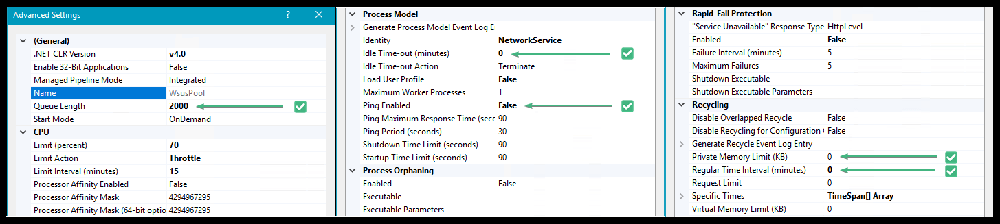 Advanced Settings ?
(General)
.NET CLR Version v4.0
Enable 32-Bit Applications False
Managed Pipeline Mode Integrated
Name WsusPool
Queue Length 2000
Start Mode OnDemand
CPU
Limit (percent) 70
Limit Action Throttle
Limit Interval (minutes) 15
Processor Affinity Enabled False
Processor Affinity Mask 4294967295
Processor Affinity Mask (64-bit optio 4294967295
Process Model
Generate Process Model Event Log E
Identity NetworkService
Idle Time-out (minutes) 0
Idle Time-out Action Terminate
Load User Profile False
Maximum Worker Processes 1
Ping Enabled False
Ping Maximum Response Time (sec 90
Ping Period (seconds) 30
Shutdown Time Limit (seconds) 90
Startup Time Limit (seconds) 90
Process Orphaning
Enabled False
Executable
Executable Parameters
Rapid-Fail Protection
"Service Unavailable" Response Type HttpLevel
Enabled False
Failure Interval (minutes) 5
Maximum Failures 5
Shutdown Executable
Shutdown Executable Parameters
Recycling
Disable Overlapped Recycle False
Disable Recycling for Configuration False
Generate Recycle Event Log Entry
Private Memory Limit (KB) 0
Regular Time Interval (minutes) 0
Request Limit 0
Specific Times TimeSpan[] Array
Virtual Memory Limit (KB) 0